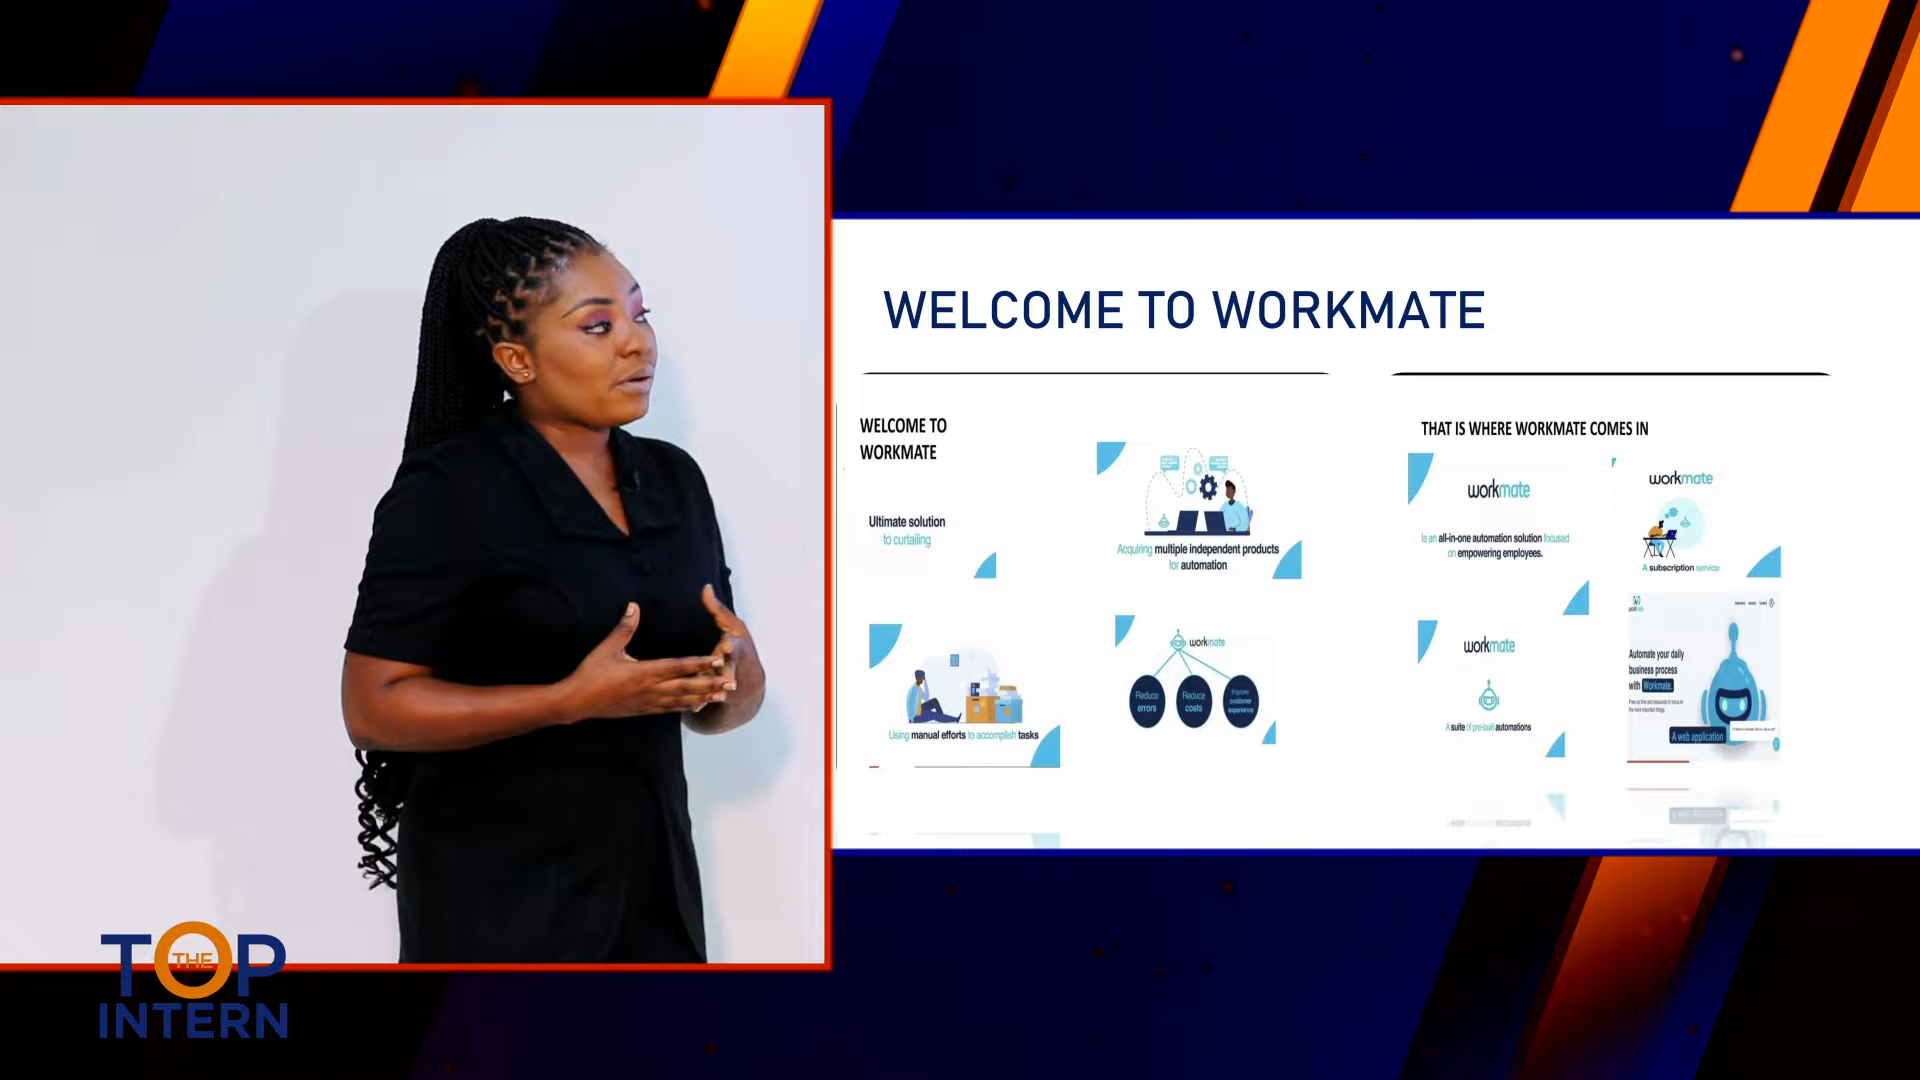 WELCOME TO WORKMATE
WELCOME TO
WORKMATE
Ultimate solution
to curtailing
Acquiring multiple independent products
for automation
Using manual efforts to accomplish tasks
workmate
Reduce
errors
Reduce
costs
Improve
customer
experience
THAT IS WHERE WORKMATE COMES IN
workmate
Is an all-in-one automation solution focused
on empowering employees.
workmate
A subscription service
workmate
A suite of pre-built automations
Automate your daily
business process
with Workmate.
A web application
TOP
THE
INTERN